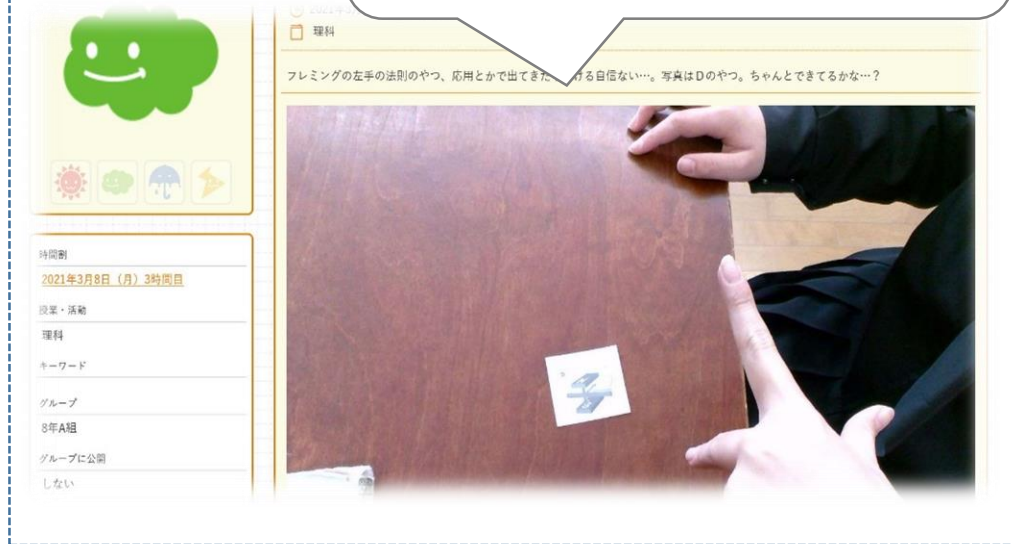 理科
フレミングの左手の法則のやつ、応用とかで出てきた ける自信ない…。写真はDのやつ。ちゃんとできてるかな…？
時間割
2021年3月8日（月）3時間目
授業・活動
理科
キーワード
グループ
8年A組
グループに公開
しない